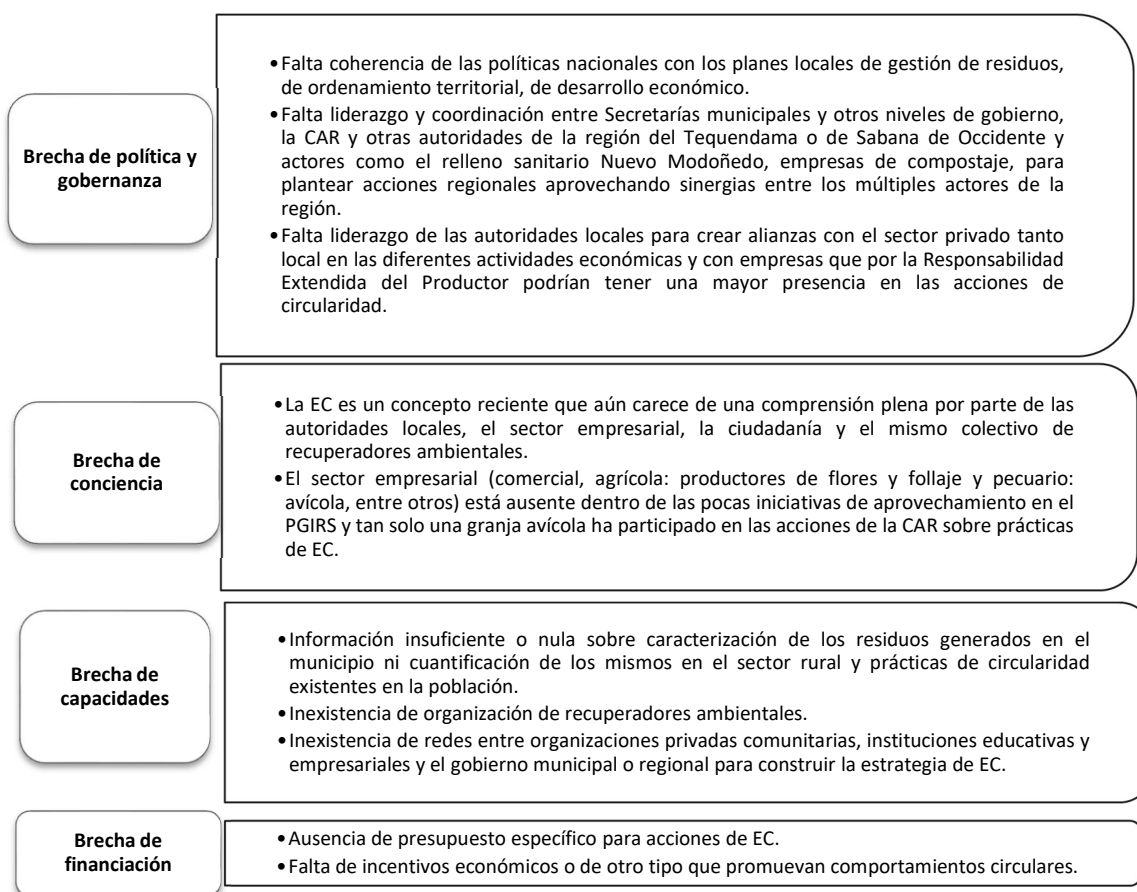 Brecha de política y
gobernanza
•Falta coherencia de las políticas nacionales con los planes locales de gestión de residuos,
de ordenamiento territorial, de desarrollo económico.
•Falta liderazgo y coordinación entre Secretarías municipales y otros niveles de gobierno,
la CAR y otras autoridades de la región del Tequendama o de Sabana de Occidente y
actores como el relleno sanitario Nuevo Modoñedo, empresas de compostaje, para
plantear acciones regionales aprovechando sinergias entre los múltiples actores de la
región.
•Falta liderazgo de las autoridades locales para crear alianzas con el sector privado tanto
local en las diferentes actividades económicas y con empresas que por la Responsabilidad
Extendida del Productor podrían tener una mayor presencia en las acciones de
circularidad.
Brecha de
conciencia
•La EC es un concepto reciente que aún carece de una comprensión plena por parte de las
autoridades locales, el sector empresarial, la ciudadanía y el mismo colectivo de
recuperadores ambientales.
•El sector empresarial (comercial, agrícola: productores de flores y follaje y pecuario:
avícola, entre otros) está ausente dentro de las pocas iniciativas de aprovechamiento en el
PGIRS y tan solo una granja avícola ha participado en las acciones de la CAR sobre prácticas
de EC.
Brecha de
capacidades
•Información insuficiente o nula sobre caracterización de los residuos generados en el
municipio ni cuantificación de los mismos en el sector rural y prácticas de circularidad
existentes en la población.
•Inexistencia de organización de recuperadores ambientales.
•Inexistencia de redes entre organizaciones privadas comunitarias, instituciones educativas y
empresariales y el gobierno municipal o regional para construir la estrategia de EC.
Brecha de
financiación
•Ausencia de presupuesto específico para acciones de EC.
•Falta de incentivos económicos o de otro tipo que promuevan comportamientos circulares.